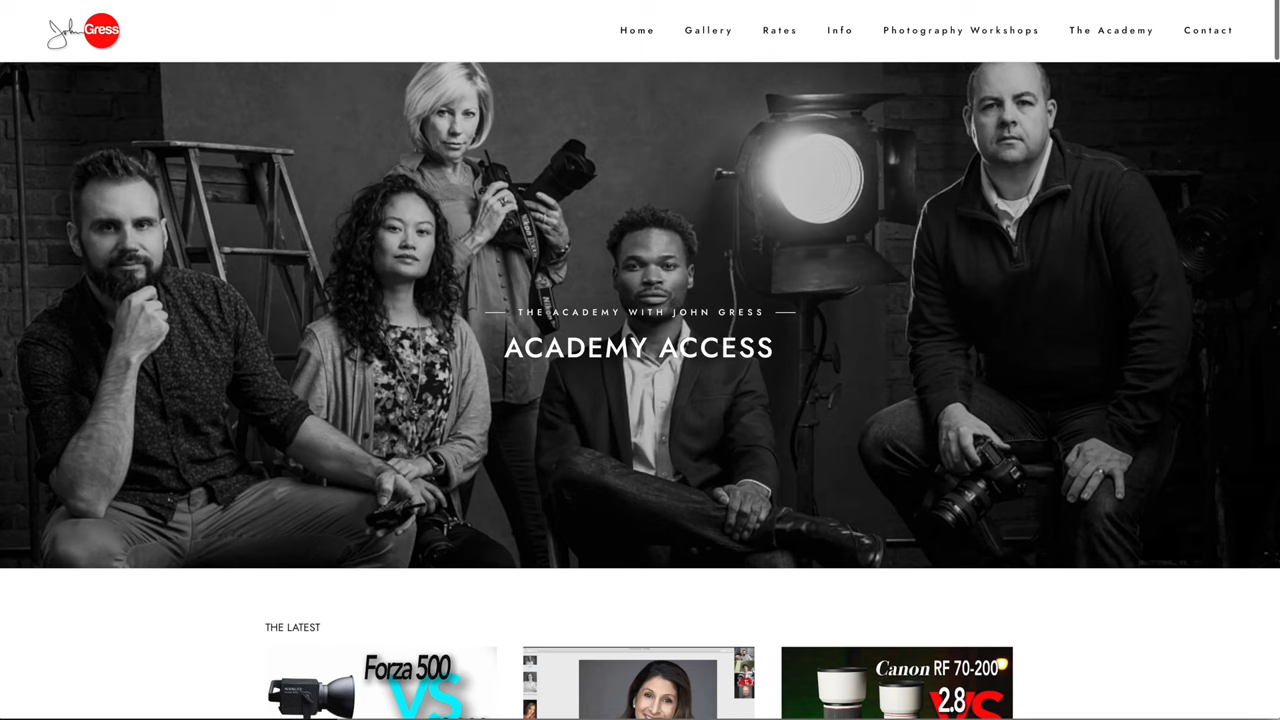 John Gress
Home Gallery Rates Info Photography Workshops The Academy Contact
THE ACADEMY WITH JOHN GRESS
ACADEMY ACCESS
THE LATEST
Forza 500
VS
Canon RF 70-200
2.8
VS